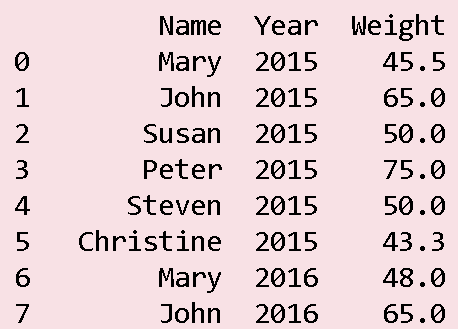 Name Year Weight
0 Mary 2015 45.5
1 John 2015 65.0
2 Susan 2015 50.0
3 Peter 2015 75.0
4 Steven 2015 50.0
5 Christine 2015 43.3
6 Mary 2016 48.0
7 John 2016 65.0